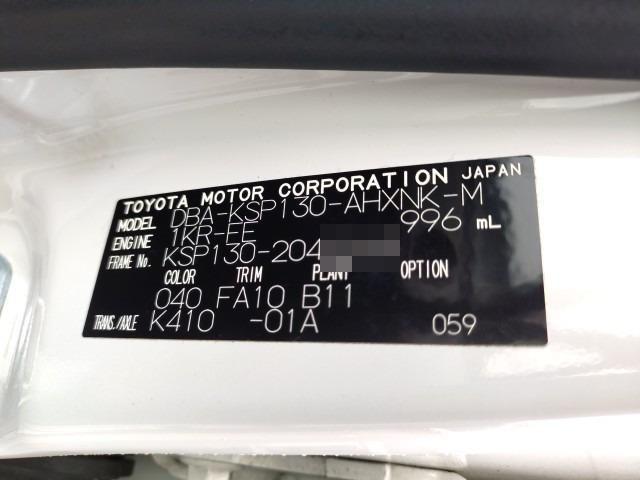 TOYOTA MOTOR CORPORATION JAPAN
MODEL DBA-KSP130-AHXNK-M
ENGINE 1KR-FE 996 mL
FRAME No. KSP130-204
COLOR TRIM PLANT OPTION
040 FA10 B11
TRANS./AXLE K410 -01A 059